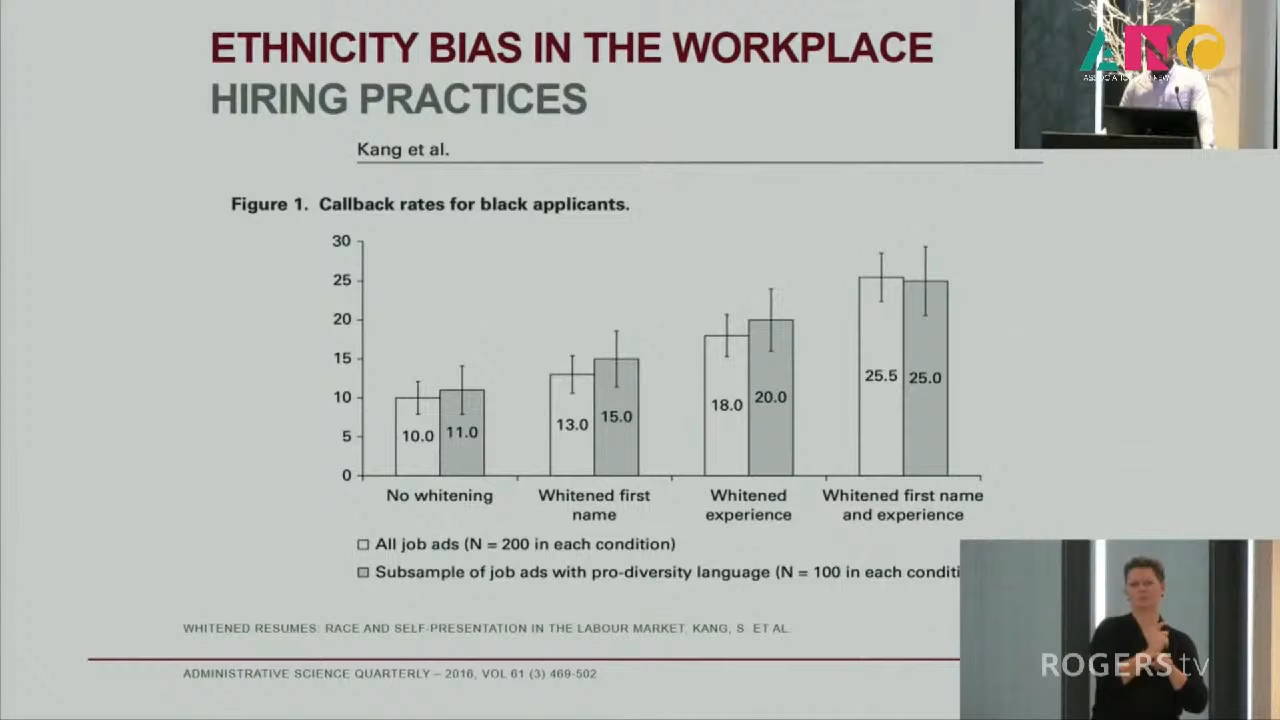 ETHNICITY BIAS IN THE WORKPLACE
HIRING PRACTICES
ANC
Kang et al.
Figure 1. Callback rates for black applicants.
30
25
20
15
10
5
0
10.0
11.0
13.0
15.0
18.0
20.0
25.5
25.0
No whitening
Whitened first name
Whitened experience
Whitened first name and experience
All job ads (N = 200 in each condition)
Subsample of job ads with pro-diversity language (N = 100 in each conditi
WHITENED RESUMES: RACE AND SELF-PRESENTATION IN THE LABOUR MARKET. KANG, S ET AL.
ADMINISTRATIVE SCIENCE QUARTERLY – 2016, VOL 61 (3) 469-502
ROGERS tv